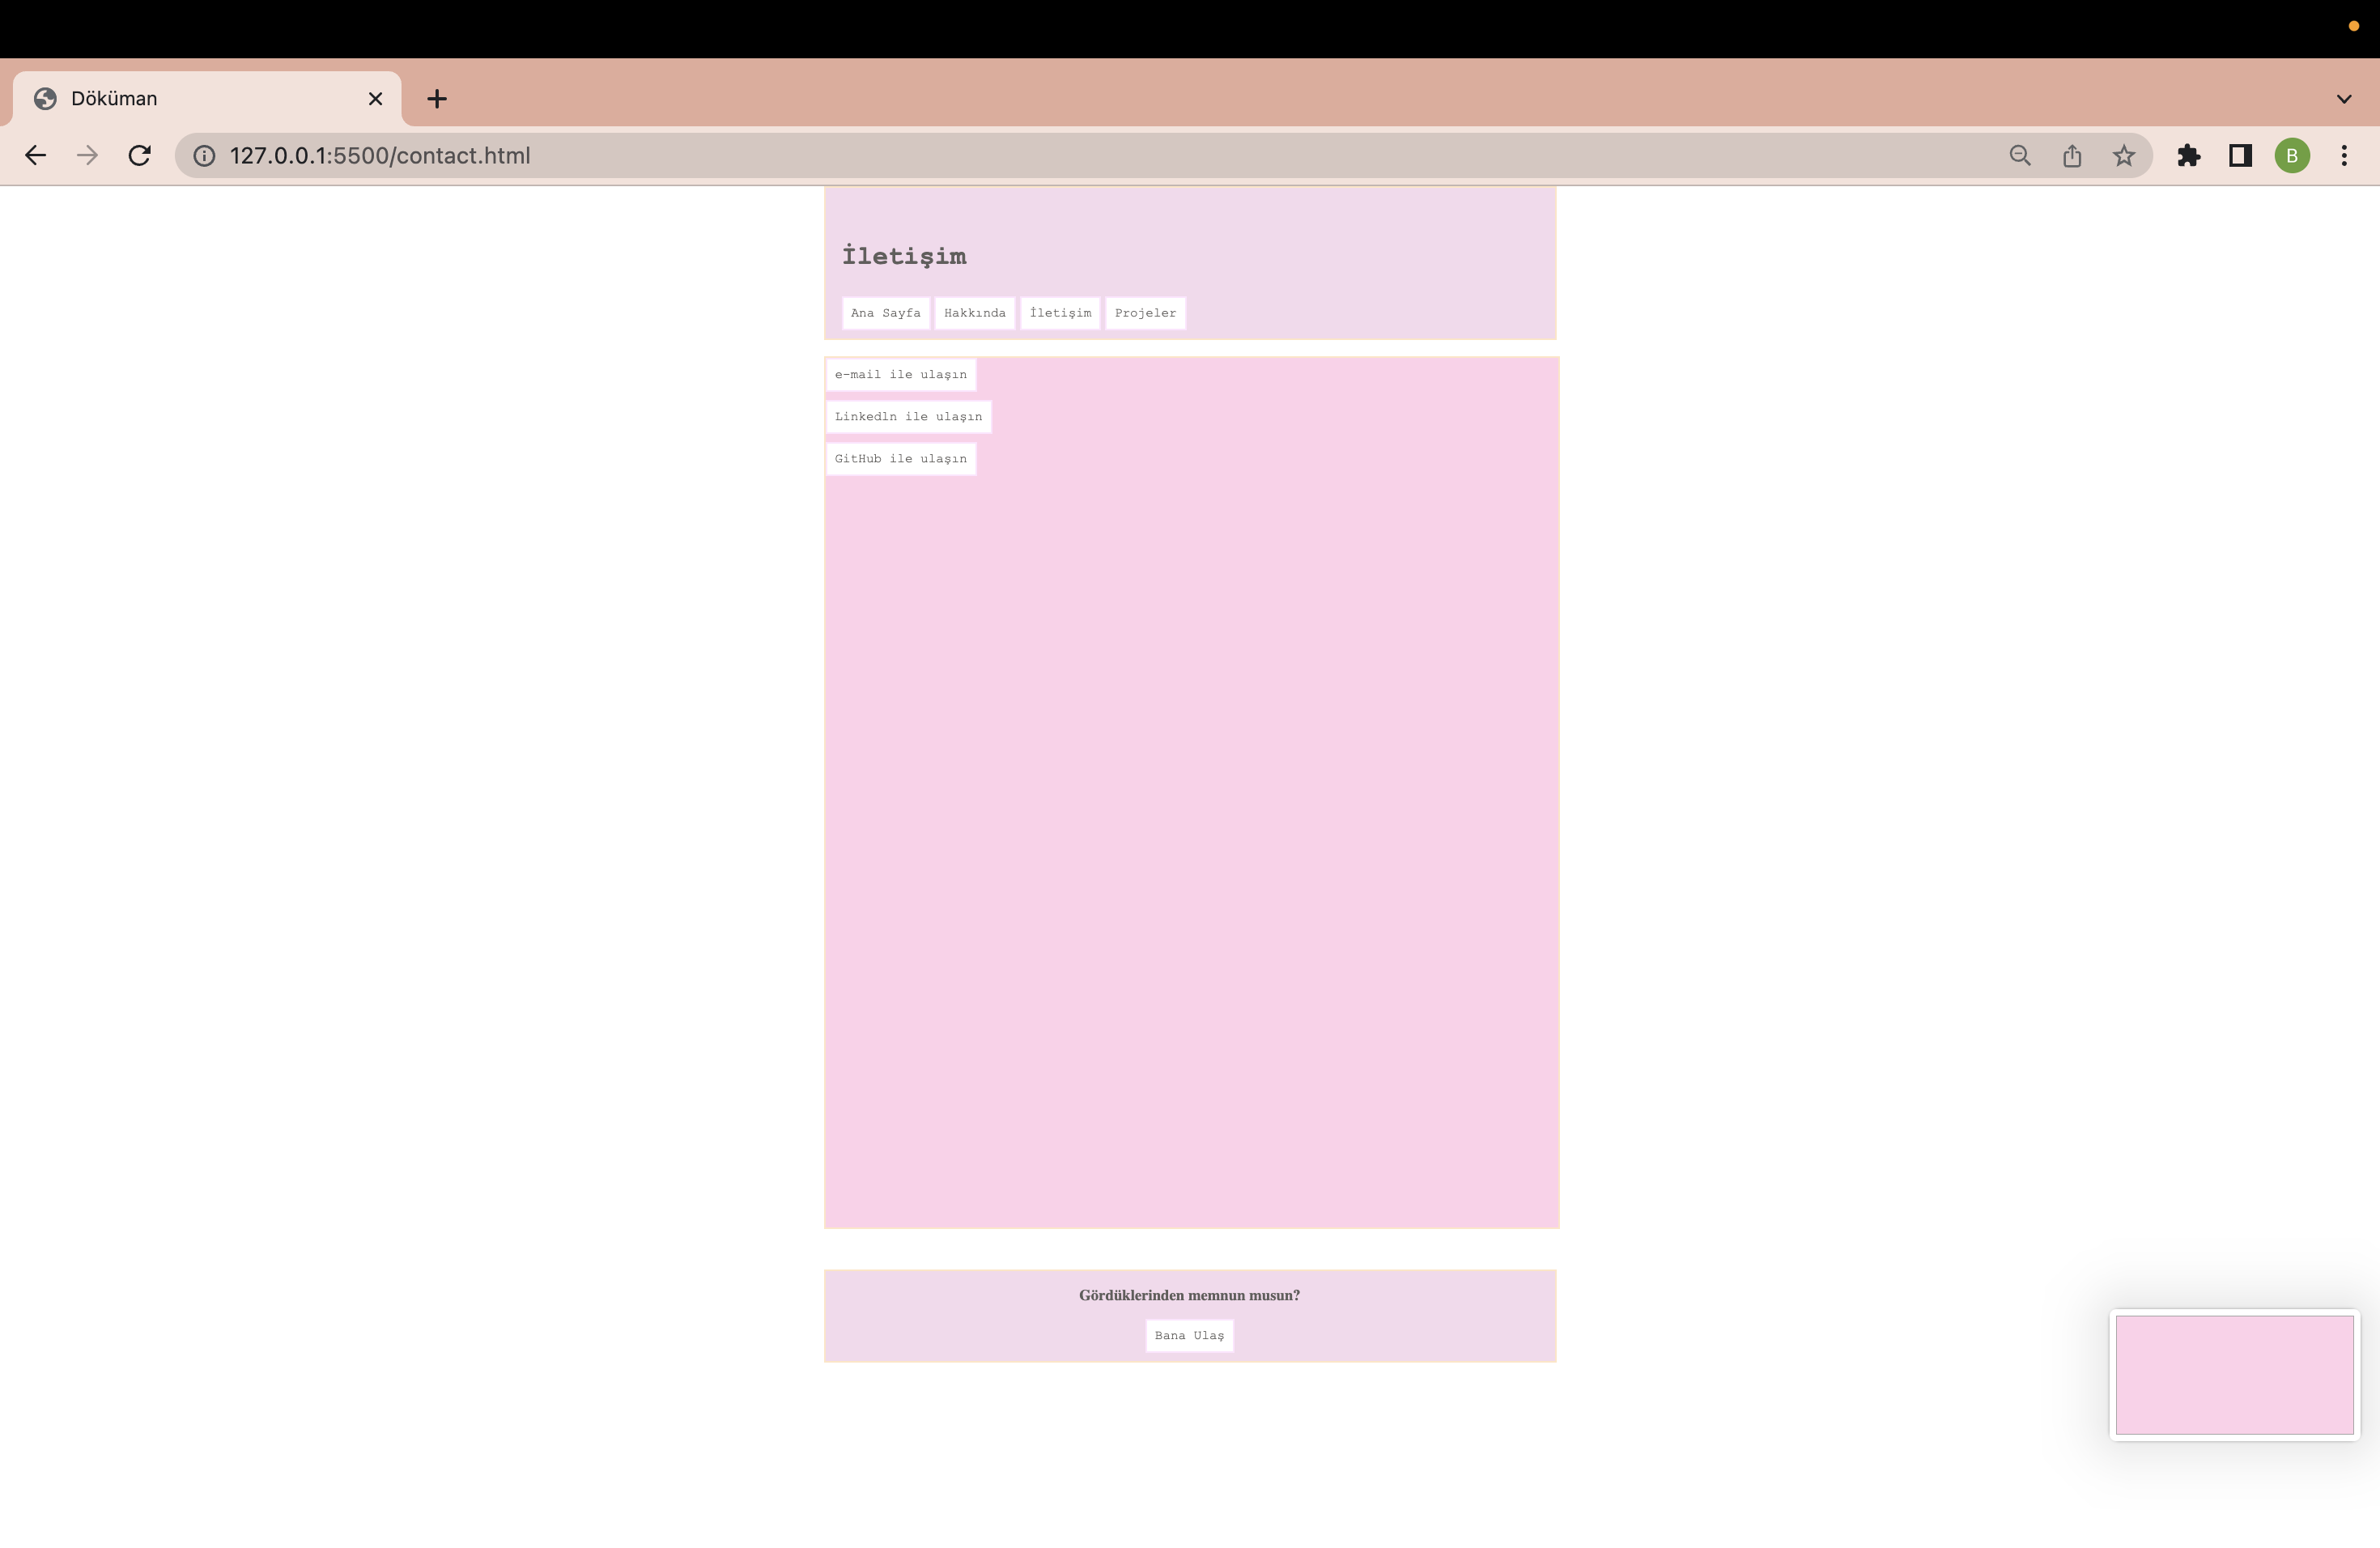 Döküman
127.0.0.1:5500/contact.html
B
İletişim
Ana Sayfa Hakkında İletişim Projeler
e-mail ile ulaşın
Linkedln ile ulaşın
GitHub ile ulaşın
Gördüklerinden memnun musun?
Bana Ulaş